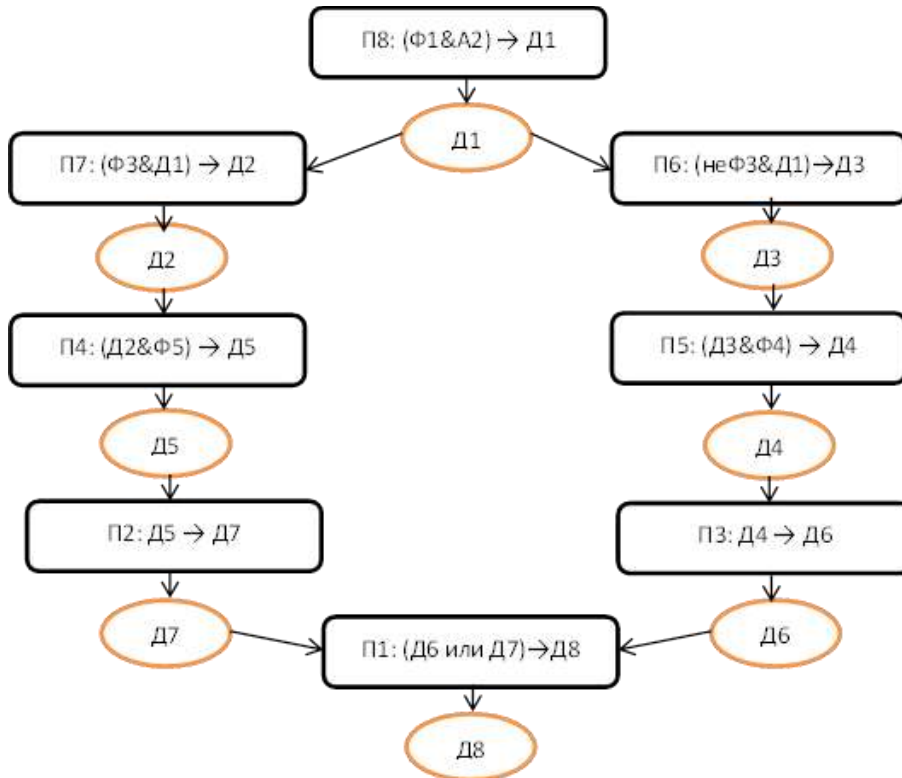 П8: (Ф1&А2) → Д1
Д1
П7: (Ф3&Д1) → Д2
П6: (неФ3&Д1)→Д3
Д2
Д3
П4: (Д2&Ф5) → Д5
П5: (Д3&Ф4) → Д4
Д5
Д4
П2: Д5 → Д7
П3: Д4 → Д6
Д7
Д6
П1: (Д6 или Д7)→Д8
Д8